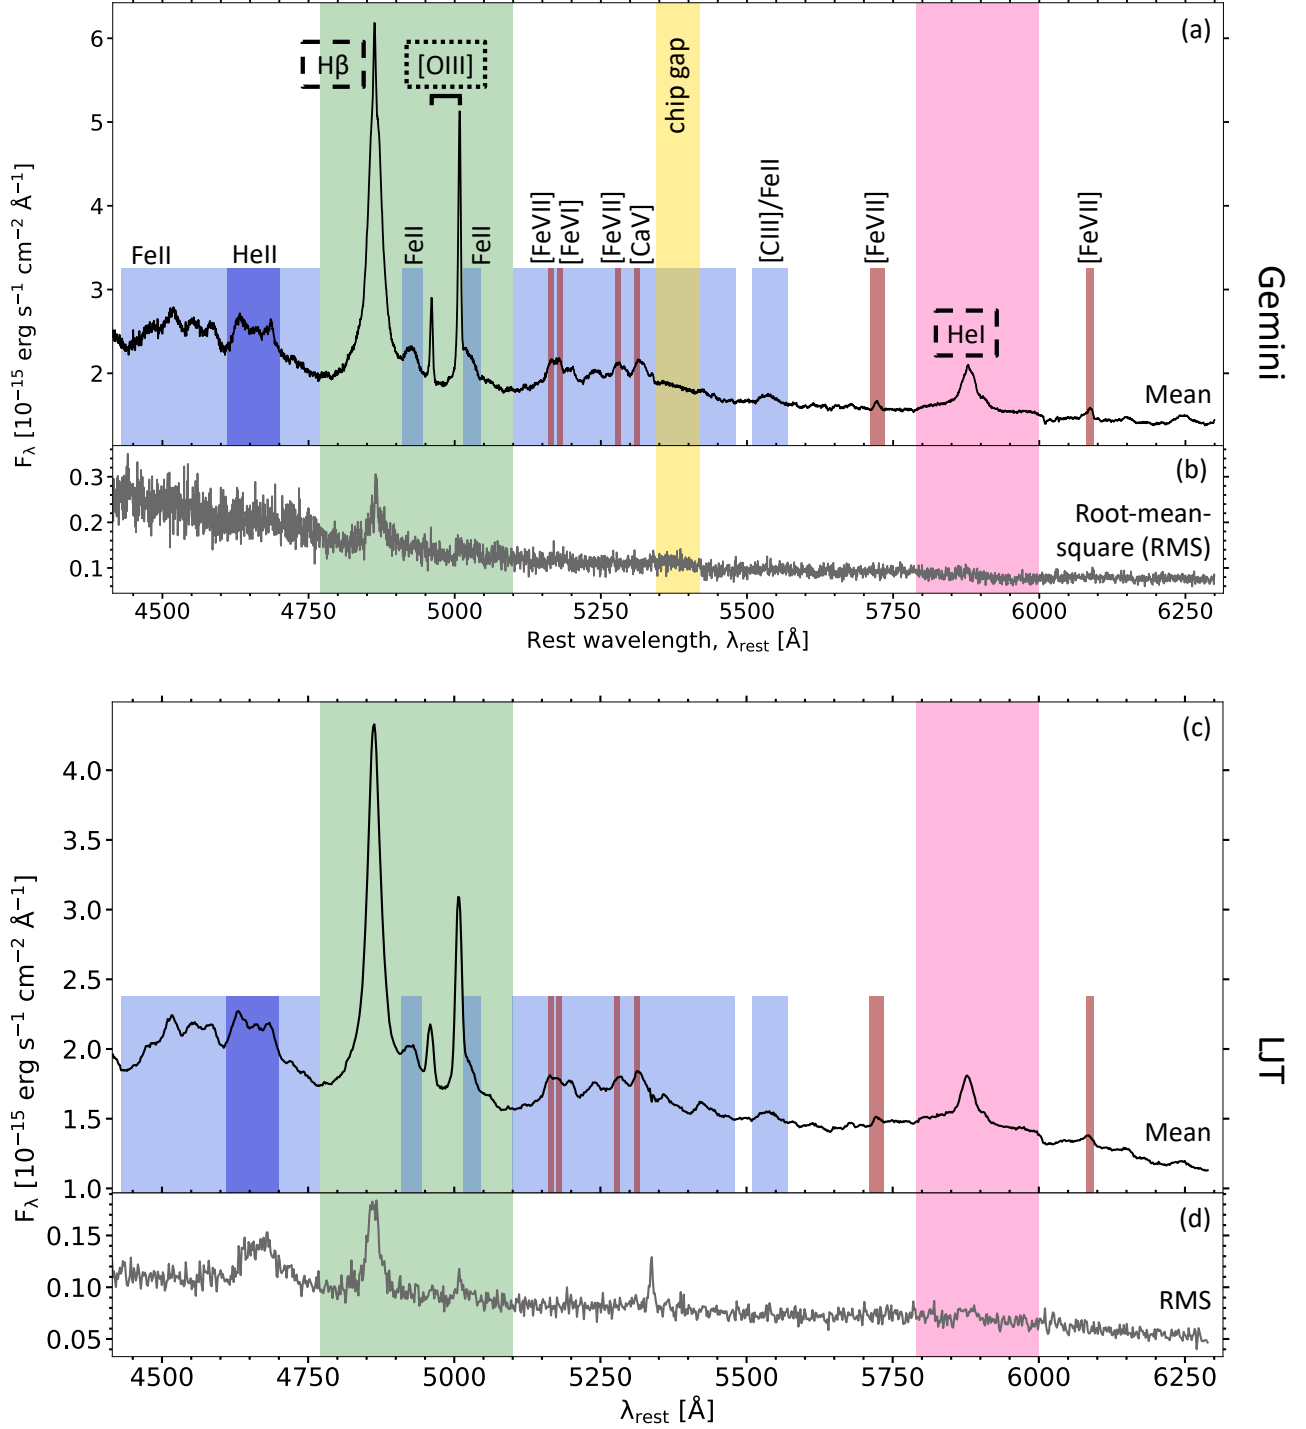 (a)
6
5
4
3
2
F_λ [10⁻¹⁵ erg s⁻¹ cm⁻² Å⁻¹]
Hβ
[OIII]
chip gap
FeII
HeII
FeII
FeII
[FeVII]
[FeVI]
[FeVII]
[CaV]
[CIII]/FeII
[FeVII]
HeI
[FeVII]
Mean
Gemini
(b)
0.3
0.2
0.1
Root-mean-
square (RMS)
4500 4750 5000 5250 5500 5750 6000 6250
Rest wavelength, λ_rest [Å]
(c)
4.0
3.5
3.0
2.5
2.0
1.5
1.0
F_λ [10⁻¹⁵ erg s⁻¹ cm⁻² Å⁻¹]
Mean
LJT
(d)
0.15
0.10
0.05
RMS
4500 4750 5000 5250 5500 5750 6000 6250
λ_rest [Å]